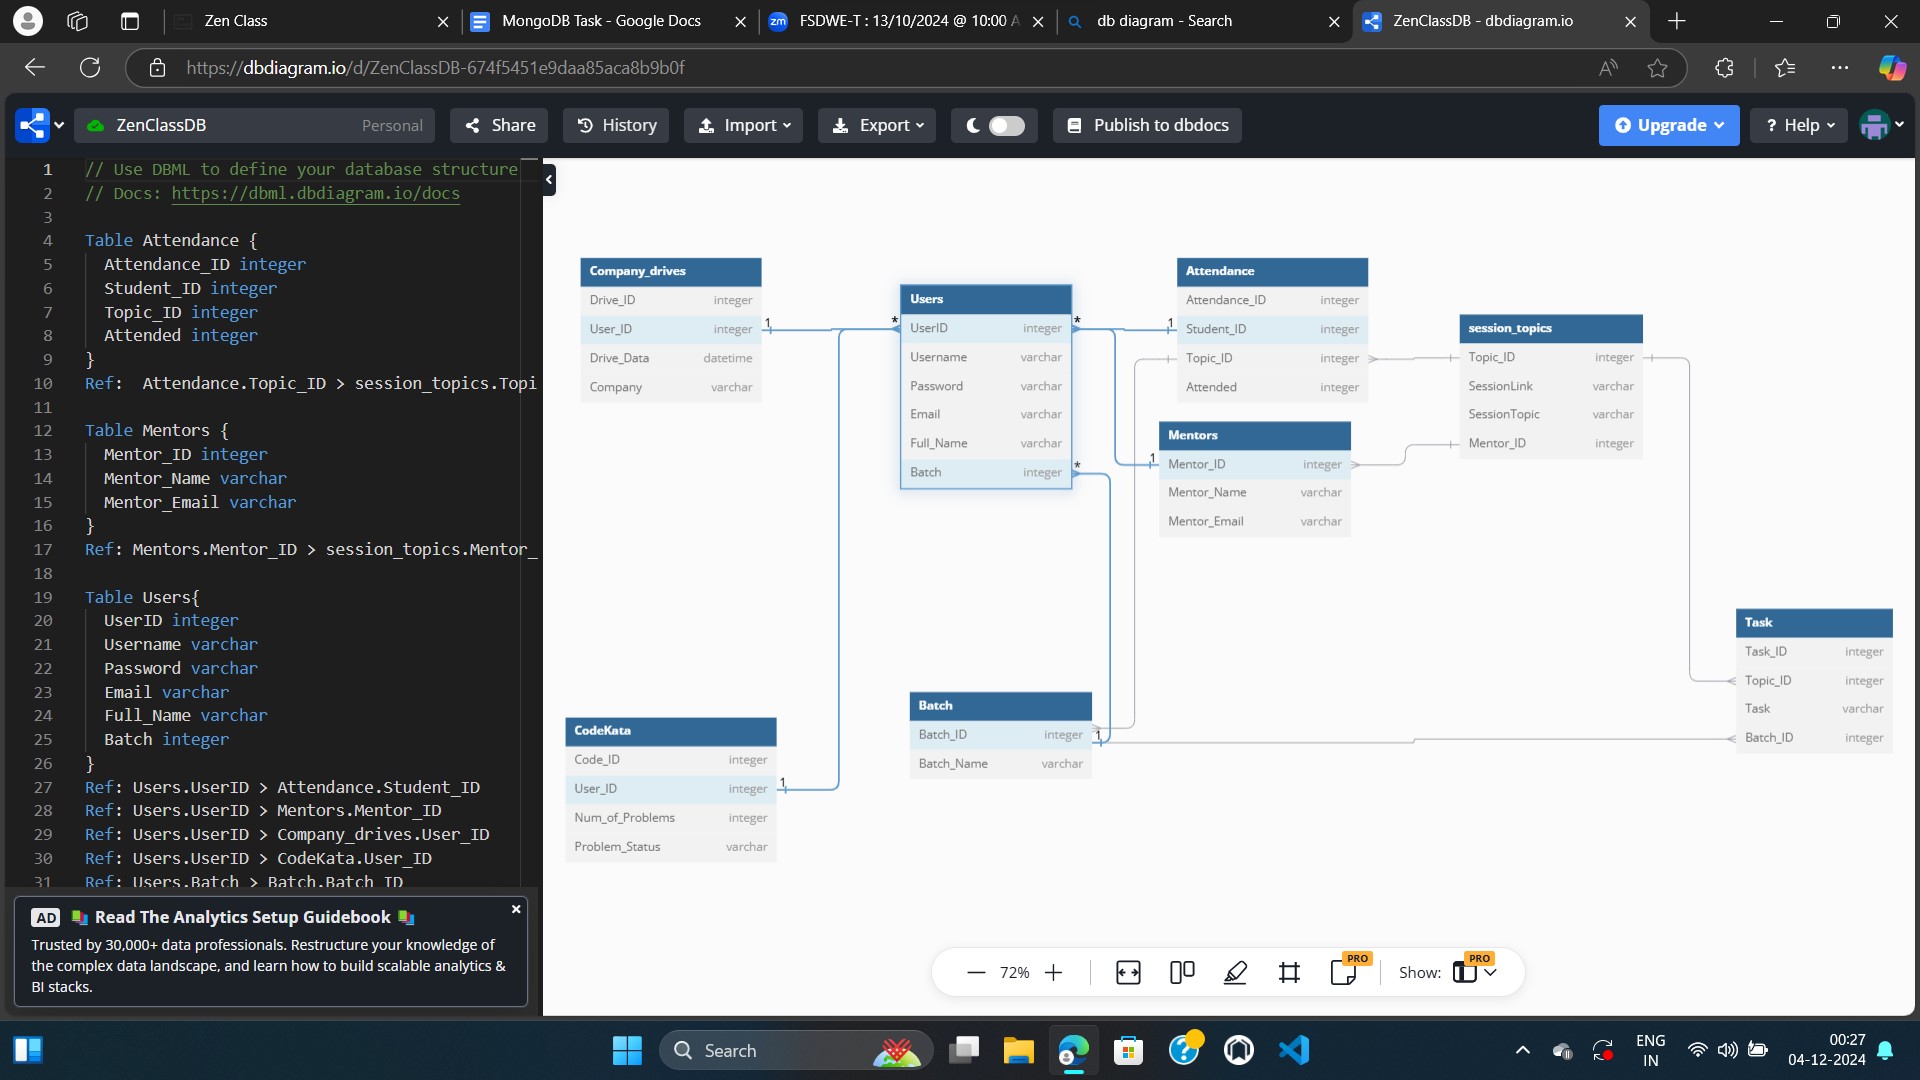 Zen Class
MongoDB Task - Google Docs
FSDWE-T : 13/10/2024 @ 10:00 A
db diagram - Search
ZenClassDB - dbdiagram.io
https://dbdiagram.io/d/ZenClassDB-674f5451e9daa85aca8b9b0f
ZenClassDB Personal Share History Import Export Publish to dbdocs Upgrade ? Help
1 // Use DBML to define your database structure
2 // Docs: https://dbml.dbdiagram.io/docs
3
4 Table Attendance {
5 Attendance_ID integer
6 Student_ID integer
7 Topic_ID integer
8 Attended integer
9 }
10 Ref: Attendance.Topic_ID > session_topics.Topi
11
12 Table Mentors {
13 Mentor_ID integer
14 Mentor_Name varchar
15 Mentor_Email varchar
16 }
17 Ref: Mentors.Mentor_ID > session_topics.Mentor_
18
19 Table Users{
20 UserID integer
21 Username varchar
22 Password varchar
23 Email varchar
24 Full_Name varchar
25 Batch integer
26 }
27 Ref: Users.UserID > Attendance.Student_ID
28 Ref: Users.UserID > Mentors.Mentor_ID
29 Ref: Users.UserID > Company_drives.User_ID
30 Ref: Users.UserID > CodeKata.User_ID
31 Ref: Users.Batch > Batch.Batch_ID
AD Read The Analytics Setup Guidebook
Trusted by 30,000+ data professionals. Restructure your knowledge of
the complex data landscape, and learn how to build scalable analytics &
BI stacks.
Company_drives
Drive_ID integer
User_ID integer 1
Drive_Data datetime
Company varchar
Users
* UserID integer *
Username varchar
Password varchar
Email varchar
Full_Name varchar
Batch integer *
Attendance
Attendance_ID integer
1 Student_ID integer
Topic_ID integer
Attended integer
session_topics
Topic_ID integer
SessionLink varchar
SessionTopic varchar
Mentor_ID integer
Mentors
1 Mentor_ID integer
Mentor_Name varchar
Mentor_Email varchar
Task
Task_ID integer
Topic_ID integer
Task varchar
Batch_ID integer
Batch
Batch_ID integer 1
Batch_Name varchar
CodeKata
Code_ID integer
User_ID integer 1
Num_of_Problems integer
Problem_Status varchar
72% PRO Show: PRO
Search
ENG
IN
00:27
04-12-2024